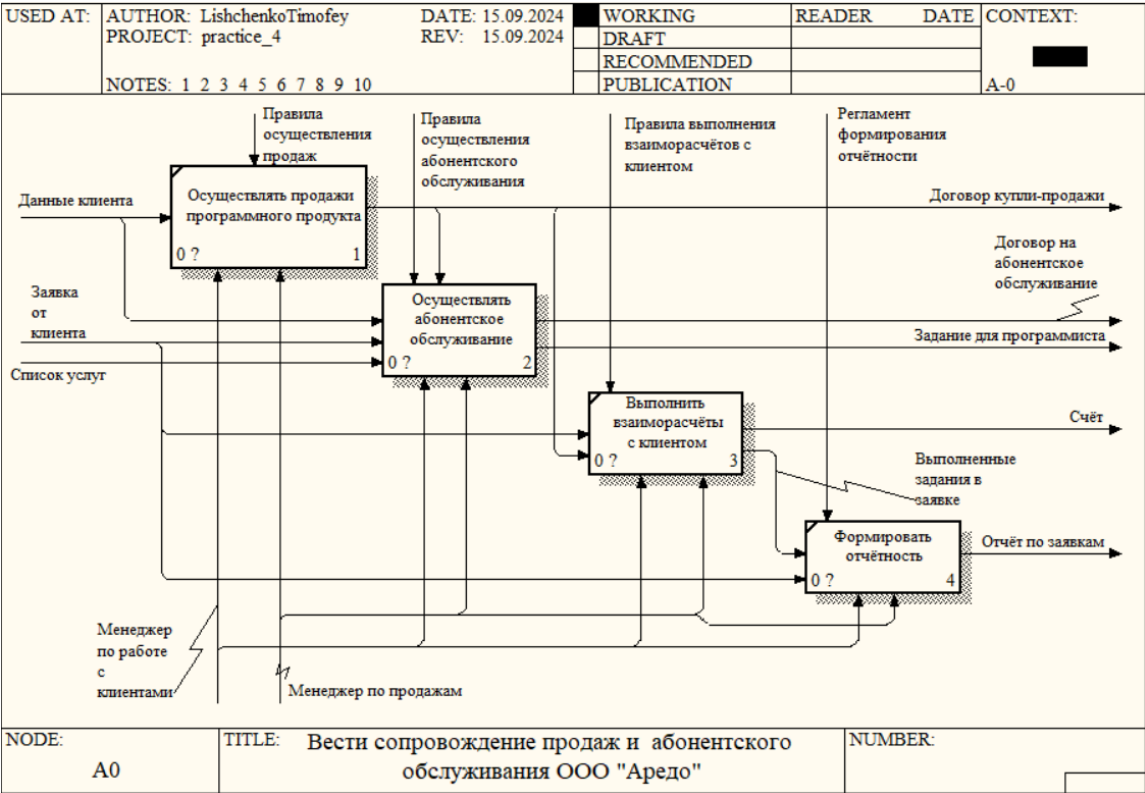 USED AT:
AUTHOR: LishchenkoTimofey
DATE: 15.09.2024
PROJECT: practice_4
REV: 15.09.2024
NOTES: 1 2 3 4 5 6 7 8 9 10
WORKING
DRAFT
RECOMMENDED
PUBLICATION
READER DATE
CONTEXT:
A-0
Правила
осуществления
продаж
Правила
осуществления
абонентского
обслуживания
Правила выполнения
взаиморасчётов с
клиентом
Регламент
формирования
отчётности
Данные клиента
Осуществлять продажи
программного продукта
0 ? 1
Договор купли-продажи
Договор на
абонентское
обслуживание
Заявка
от
клиента
Осуществлять
абонентское
обслуживание
0 ? 2
Задание для программиста
Список услуг
Выполнить
взаиморасчёты
с клиентом
0 ? 3
Счёт
Выполненные
задания в
заявке
Формировать
отчётность
0 ? 4
Отчёт по заявкам
Менеджер
по работе
с
клиентами
Менеджер по продажам
NODE:
A0
TITLE:
Вести сопровождение продаж и абонентского
обслуживания ООО "Аредо"
NUMBER: